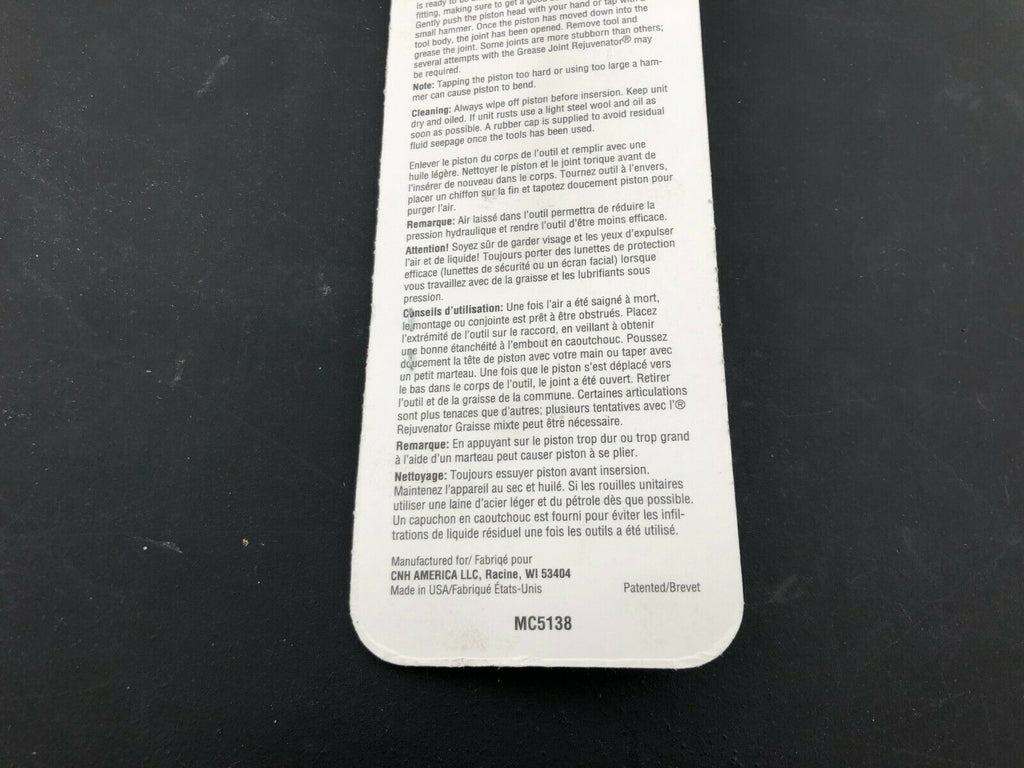 is ready to be
fitting, making sure to get a good
Gently push the piston head with your hand or tap with a
small hammer. Once the piston has moved down into the
tool body, the joint has been opened. Remove tool and
grease the joint. Some joints are more stubborn than others;
several attempts with the Grease Joint Rejuvenator® may
be required.
Note: Tapping the piston too hard or using too large a ham-
mer can cause piston to bend.
Cleaning: Always wipe off piston before insersion. Keep unit
dry and oiled. If unit rusts use a light steel wool and oil as
soon as possible. A rubber cap is supplied to avoid residual
fluid seepage once the tools has been used.
Enlever le piston du corps de l'outil et remplir avec une
huile légère. Nettoyer le piston et le joint torique avant de
l'insérer de nouveau dans le corps. Tournez outil à l'envers,
placer un chiffon sur la fin et tapotez doucement piston pour
purger l'air.
Remarque: Air laissé dans l'outil permettra de réduire la
pression hydraulique et rendre l'outil d'être moins efficace.
Attention! Soyez sûr de garder visage et les yeux d'expulser
l'air et de liquide! Toujours porter des lunettes de protection
efficace (lunettes de sécurité ou un écran facial) lorsque
vous travaillez avec de la graisse et les lubrifiants sous
pression.
Conseils d'utilisation: Une fois l'air a été saigné à mort,
le montage ou conjointe est prêt à être obstrués. Placez
l'extrémité de l'outil sur le raccord, en veillant à obtenir
une bonne étanchéité à l'embout en caoutchouc. Poussez
doucement la tête de piston avec votre main ou taper avec
un petit marteau. Une fois que le piston s'est déplacé vers
le bas dans le corps de l'outil, le joint a été ouvert. Retirer
l'outil et de la graisse de la commune. Certaines articulations
sont plus tenaces que d'autres; plusieurs tentatives avec l'®
Rejuvenator Graisse mixte peut être nécessaire.
Remarque: En appuyant sur le piston trop dur ou trop grand
à l'aide d'un marteau peut causer piston à se plier.
Nettoyage: Toujours essuyer piston avant insersion.
Maintenez l'appareil au sec et huilé. Si les rouilles unitaires
utiliser une laine d'acier léger et du pétrole dès que possible.
Un capuchon en caoutchouc est fourni pour éviter les infil-
trations de liquide résiduel une fois les outils a été utilisé.
Manufactured for/ Fabriqé pour
CNH AMERICA LLC, Racine, WI 53404
Made in USA/Fabriqué États-Unis Patented/Brevet
MC5138